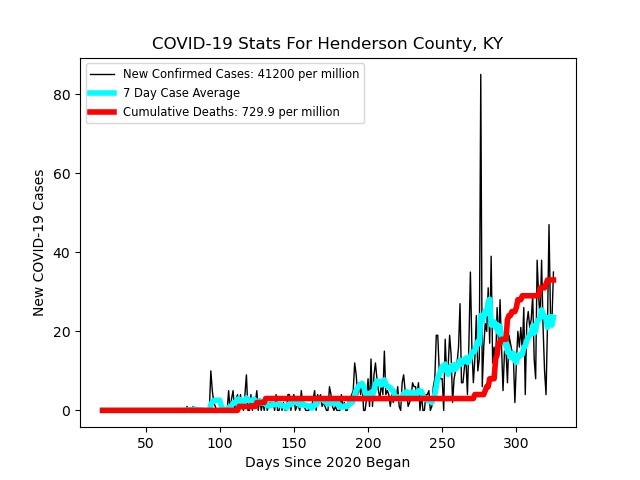 COVID-19 Stats For Henderson County, KY
New Confirmed Cases: 41200 per million
7 Day Case Average
Cumulative Deaths: 729.9 per million
New COVID-19 Cases
80
60
40
20
0
50 100 150 200 250 300
Days Since 2020 Began